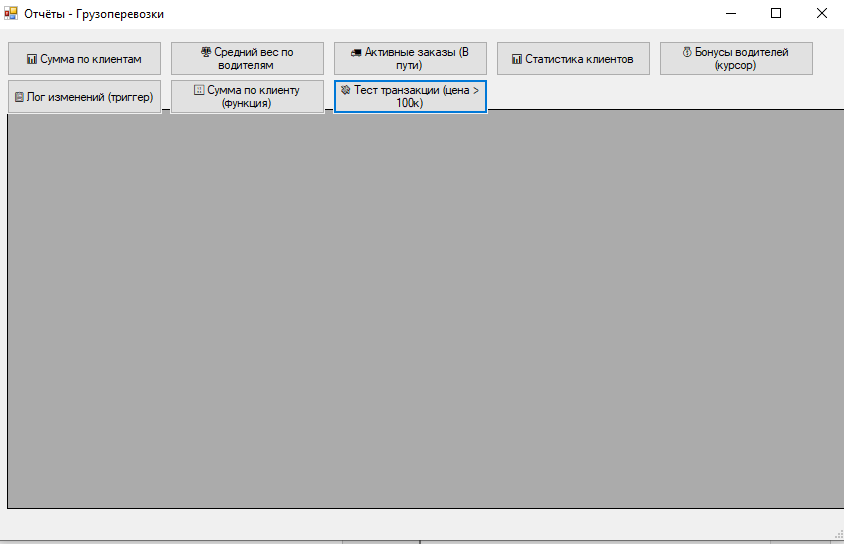 Отчёты - Грузоперевозки
Сумма по клиентам
Средний вес по
водителям
Активные заказы (В
пути)
Статистика клиентов
Бонусы водителей
(курсор)
Лог изменений (триггер)
Сумма по клиенту
(функция)
Тест транзакции (цена >
100к)